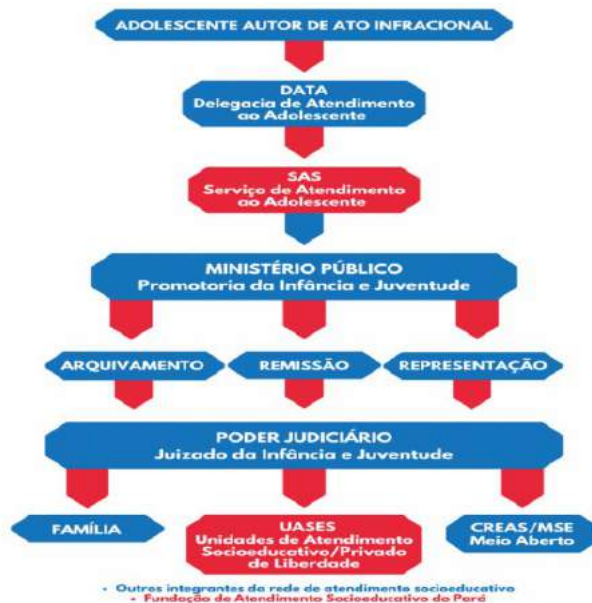 ADOLESCENTE AUTOR DE ATO INFRACIONAL
DATA
Delegacia de Atendimento
ao Adolescente
SAS
Serviço de Atendimento
ao Adolescente
MINISTÉRIO PÚBLICO
Promotoria da Infância e Juventude
ARQUIVAMENTO
REMISSÃO
REPRESENTAÇÃO
PODER JUDICIÁRIO
Juizado da Infância e Juventude
FAMÍLIA
UASES
Unidades de Atendimento
Socioeducativo/Privado
de Liberdade
CREAS/MSE
Meio Aberto
• Outros integrantes da rede de atendimento socioeducativo
• Fundação de Atendimento Socioeducativo do Pará